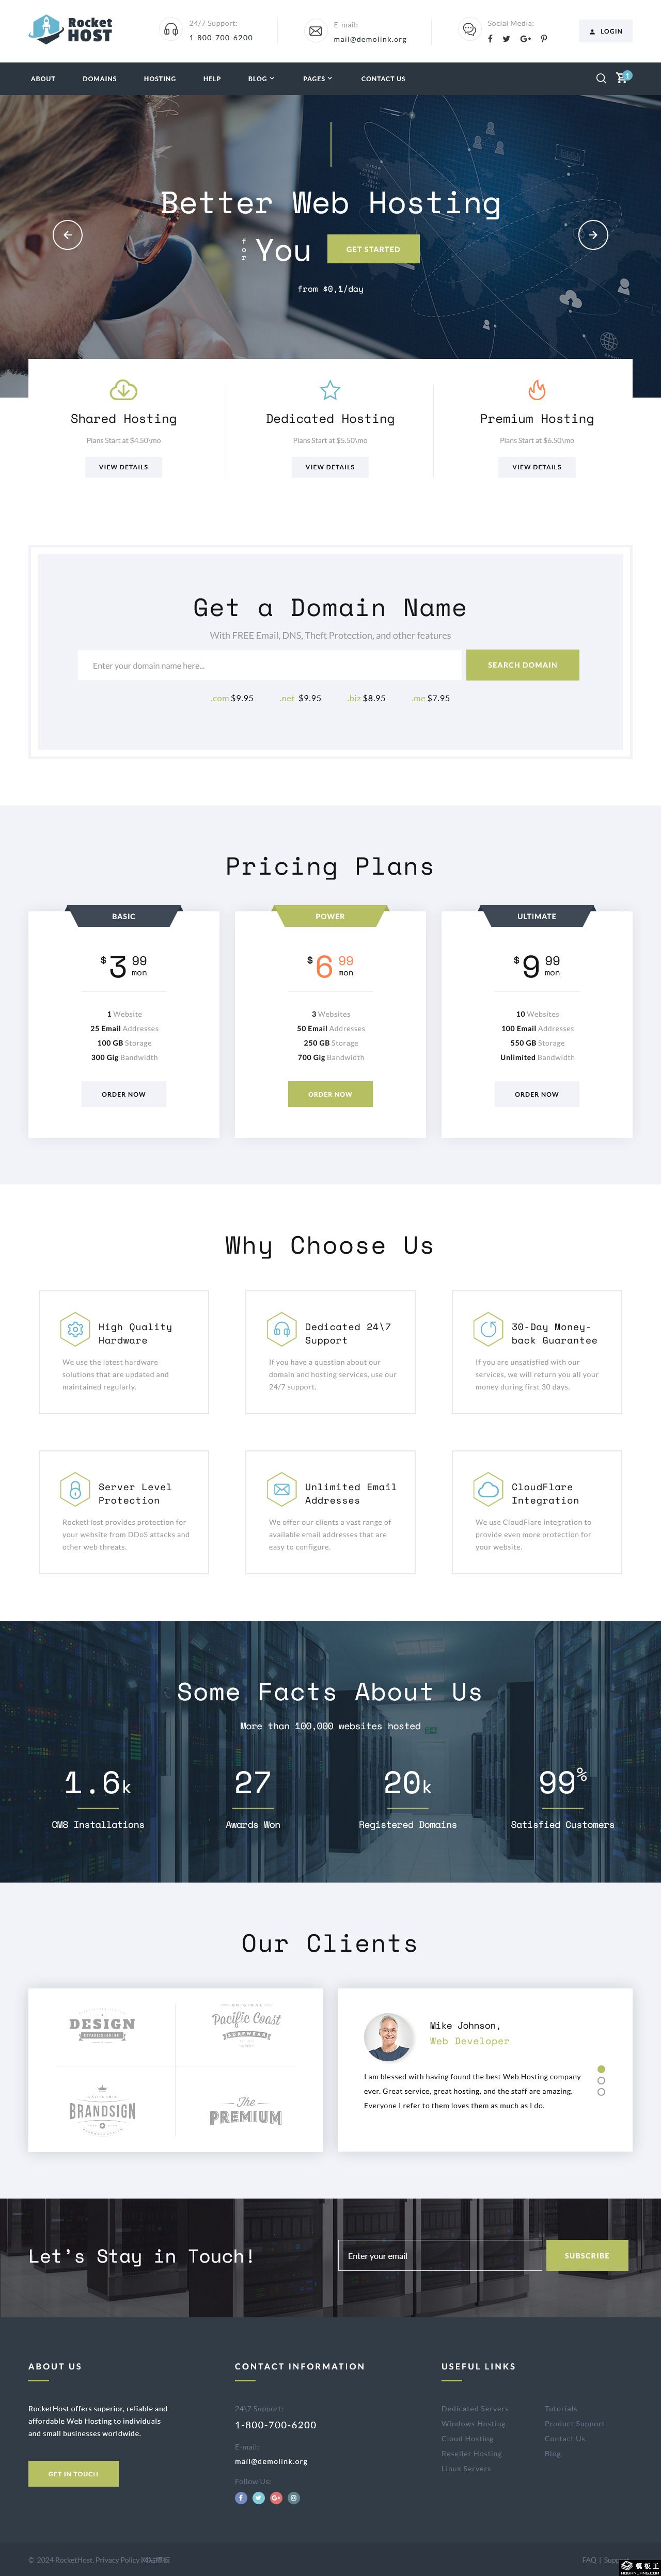 Rocket
HOST
24/7 Support:
1-800-700-6200
E-mail:
mail@demolink.org
Social Media:
LOGIN
ABOUT DOMAINS HOSTING HELP BLOG PAGES CONTACT US
1
Better Web Hosting
for You GET STARTED
from $0,1/day
Shared Hosting
Plans Start at $4.50\mo
VIEW DETAILS
Dedicated Hosting
Plans Start at $5.50\mo
VIEW DETAILS
Premium Hosting
Plans Start at $6.50\mo
VIEW DETAILS
Get a Domain Name
With FREE Email, DNS, Theft Protection, and other features
Enter your domain name here... SEARCH DOMAIN
.com $9.95 .net $9.95 .biz $8.95 .me $7.95
Pricing Plans
BASIC
$ 3 99
mon
1 Website
25 Email Addresses
100 GB Storage
300 Gig Bandwidth
ORDER NOW
POWER
$ 6 99
mon
3 Websites
50 Email Addresses
250 GB Storage
700 Gig Bandwidth
ORDER NOW
ULTIMATE
$ 9 99
mon
10 Websites
100 Email Addresses
550 GB Storage
Unlimited Bandwidth
ORDER NOW
Why Choose Us
High Quality
Hardware
We use the latest hardware
solutions that are updated and
maintained regularly.
Dedicated 24\7
Support
If you have a question about our
domain and hosting services, use our
24/7 support.
30-Day Money-
back Guarantee
If you are unsatisfied with our
services, we will return you all your
money during first 30 days.
Server Level
Protection
RocketHost provides protection for
your website from DDoS attacks and
other web threats.
Unlimited Email
Addresses
We offer our clients a vast range of
available email addresses that are
easy to configure.
CloudFlare
Integration
We use CloudFlare integration to
provide even more protection for
your website.
Some Facts About Us
More than 100,000 websites hosted
1.6k
CMS Installations
27
Awards Won
20k
Registered Domains
99%
Satisfied Customers
Our Clients
DESIGN
Pacific Coast
CALIFORNIA
BRANDSIGN
The
PREMIUM
Mike Johnson,
Web Developer
I am blessed with having found the best Web Hosting company
ever. Great service, great hosting, and the staff are amazing.
Everyone I refer to them loves them as much as I do.
Let's Stay in Touch!
Enter your email SUBSCRIBE
ABOUT US
RocketHost offers superior, reliable and
affordable Web Hosting to individuals
and small businesses worldwide.
GET IN TOUCH
CONTACT INFORMATION
24\7 Support:
1-800-700-6200
E-mail:
mail@demolink.org
Follow Us:
USEFUL LINKS
Dedicated Servers
Windows Hosting
Cloud Hosting
Reseller Hosting
Linux Servers
Tutorials
Product Support
Contact Us
Blog
© 2024 RocketHost. Privacy Policy 网站模板
FAQ | Supp
模板王
MOBANWANG.COM